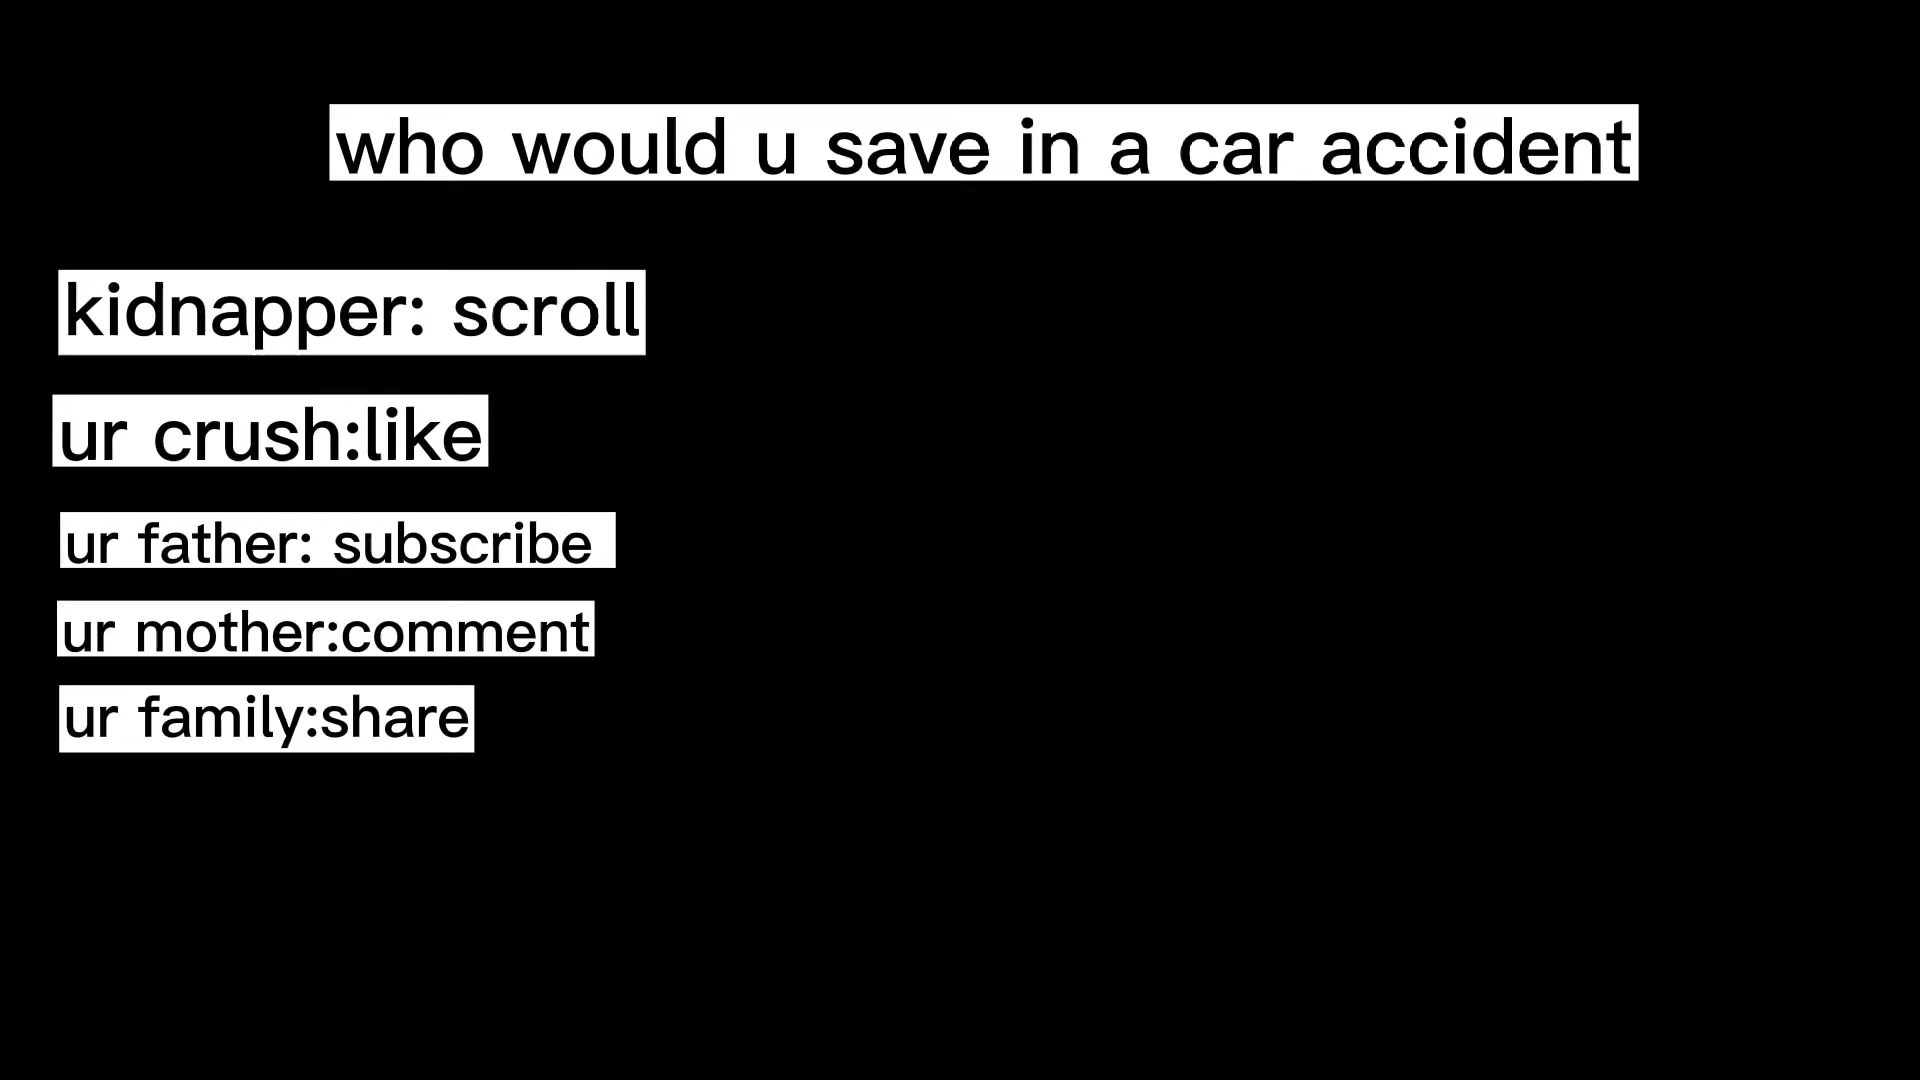 who would u save in a car accident
kidnapper: scroll
ur crush:like
ur father: subscribe
ur mother:comment
ur family:share